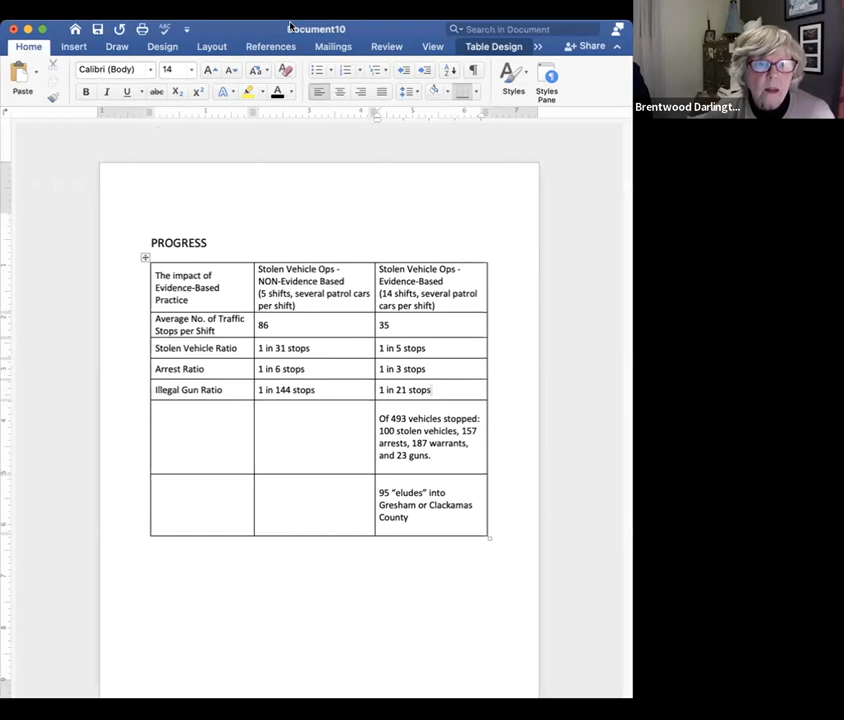 Document10
Search in Document
Home Insert Draw Design Layout References Mailings Review View Table Design Share
Paste
Calibri (Body) 14
Styles
Styles Pane
Brentwood Darlingt...
PROGRESS
The impact of
Evidence-Based
Practice
Stolen Vehicle Ops -
NON-Evidence Based
(5 shifts, several patrol cars
per shift)
Stolen Vehicle Ops -
Evidence-Based
(14 shifts, several patrol
cars per shift)
Average No. of Traffic
Stops per Shift
86
35
Stolen Vehicle Ratio
1 in 31 stops
1 in 5 stops
Arrest Ratio
1 in 6 stops
1 in 3 stops
Illegal Gun Ratio
1 in 144 stops
1 in 21 stops
Of 493 vehicles stopped:
100 stolen vehicles, 157
arrests, 187 warrants,
and 23 guns.
95 “eludes” into
Gresham or Clackamas
County